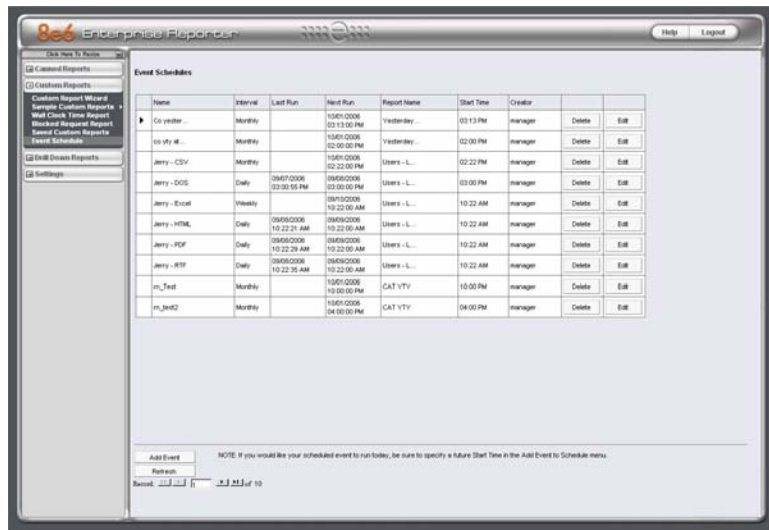 8e6 Enterprise Reporter
Help Logout
Click Here To Resize
Canned Reports
Custom Reports
Custom Report Wizard
Sample Custom Reports
Wall Clock Time Report
Blocked Request Report
Saved Custom Reports
Event Schedule
Drill Down Reports
Settings
Event Schedules
Name Interval Last Run Next Run Report Name Start Time Creator
Co yester... Monthly 10/01/2006 03:13:00 PM Yesterday... 03:13 PM manager Delete Edit
co yty at... Monthly 10/01/2006 02:00:00 PM Yesterday... 02:00 PM manager Delete Edit
Jerry - CSV Monthly 10/01/2006 02:22:00 PM Users - L... 02:22 PM manager Delete Edit
Jerry - DOS Daily 09/07/2006 03:00:55 PM 09/08/2006 03:00:00 PM Users - L... 03:00 PM manager Delete Edit
Jerry - Excel Weekly 09/10/2006 10:22:00 AM Users - L... 10:22 AM manager Delete Edit
Jerry - HTML Daily 09/08/2006 10:22:21 AM 09/09/2006 10:22:00 AM Users - L... 10:22 AM manager Delete Edit
Jerry - PDF Daily 09/08/2006 10:22:29 AM 09/09/2006 10:22:00 AM Users - L... 10:22 AM manager Delete Edit
Jerry - RTF Daily 09/08/2006 10:22:35 AM 09/09/2006 10:22:00 AM Users - L... 10:22 AM manager Delete Edit
m_Test Monthly 10/01/2006 10:00:00 PM CAT YTY 10:00 PM manager Delete Edit
m_test2 Monthly 10/01/2006 04:00:00 PM CAT YTY 04:00 PM manager Delete Edit
Add Event NOTE: If you would like your scheduled event to run today, be sure to specify a future Start Time in the Add Event to Schedule menu.
Refresh
Record: 1 of 10